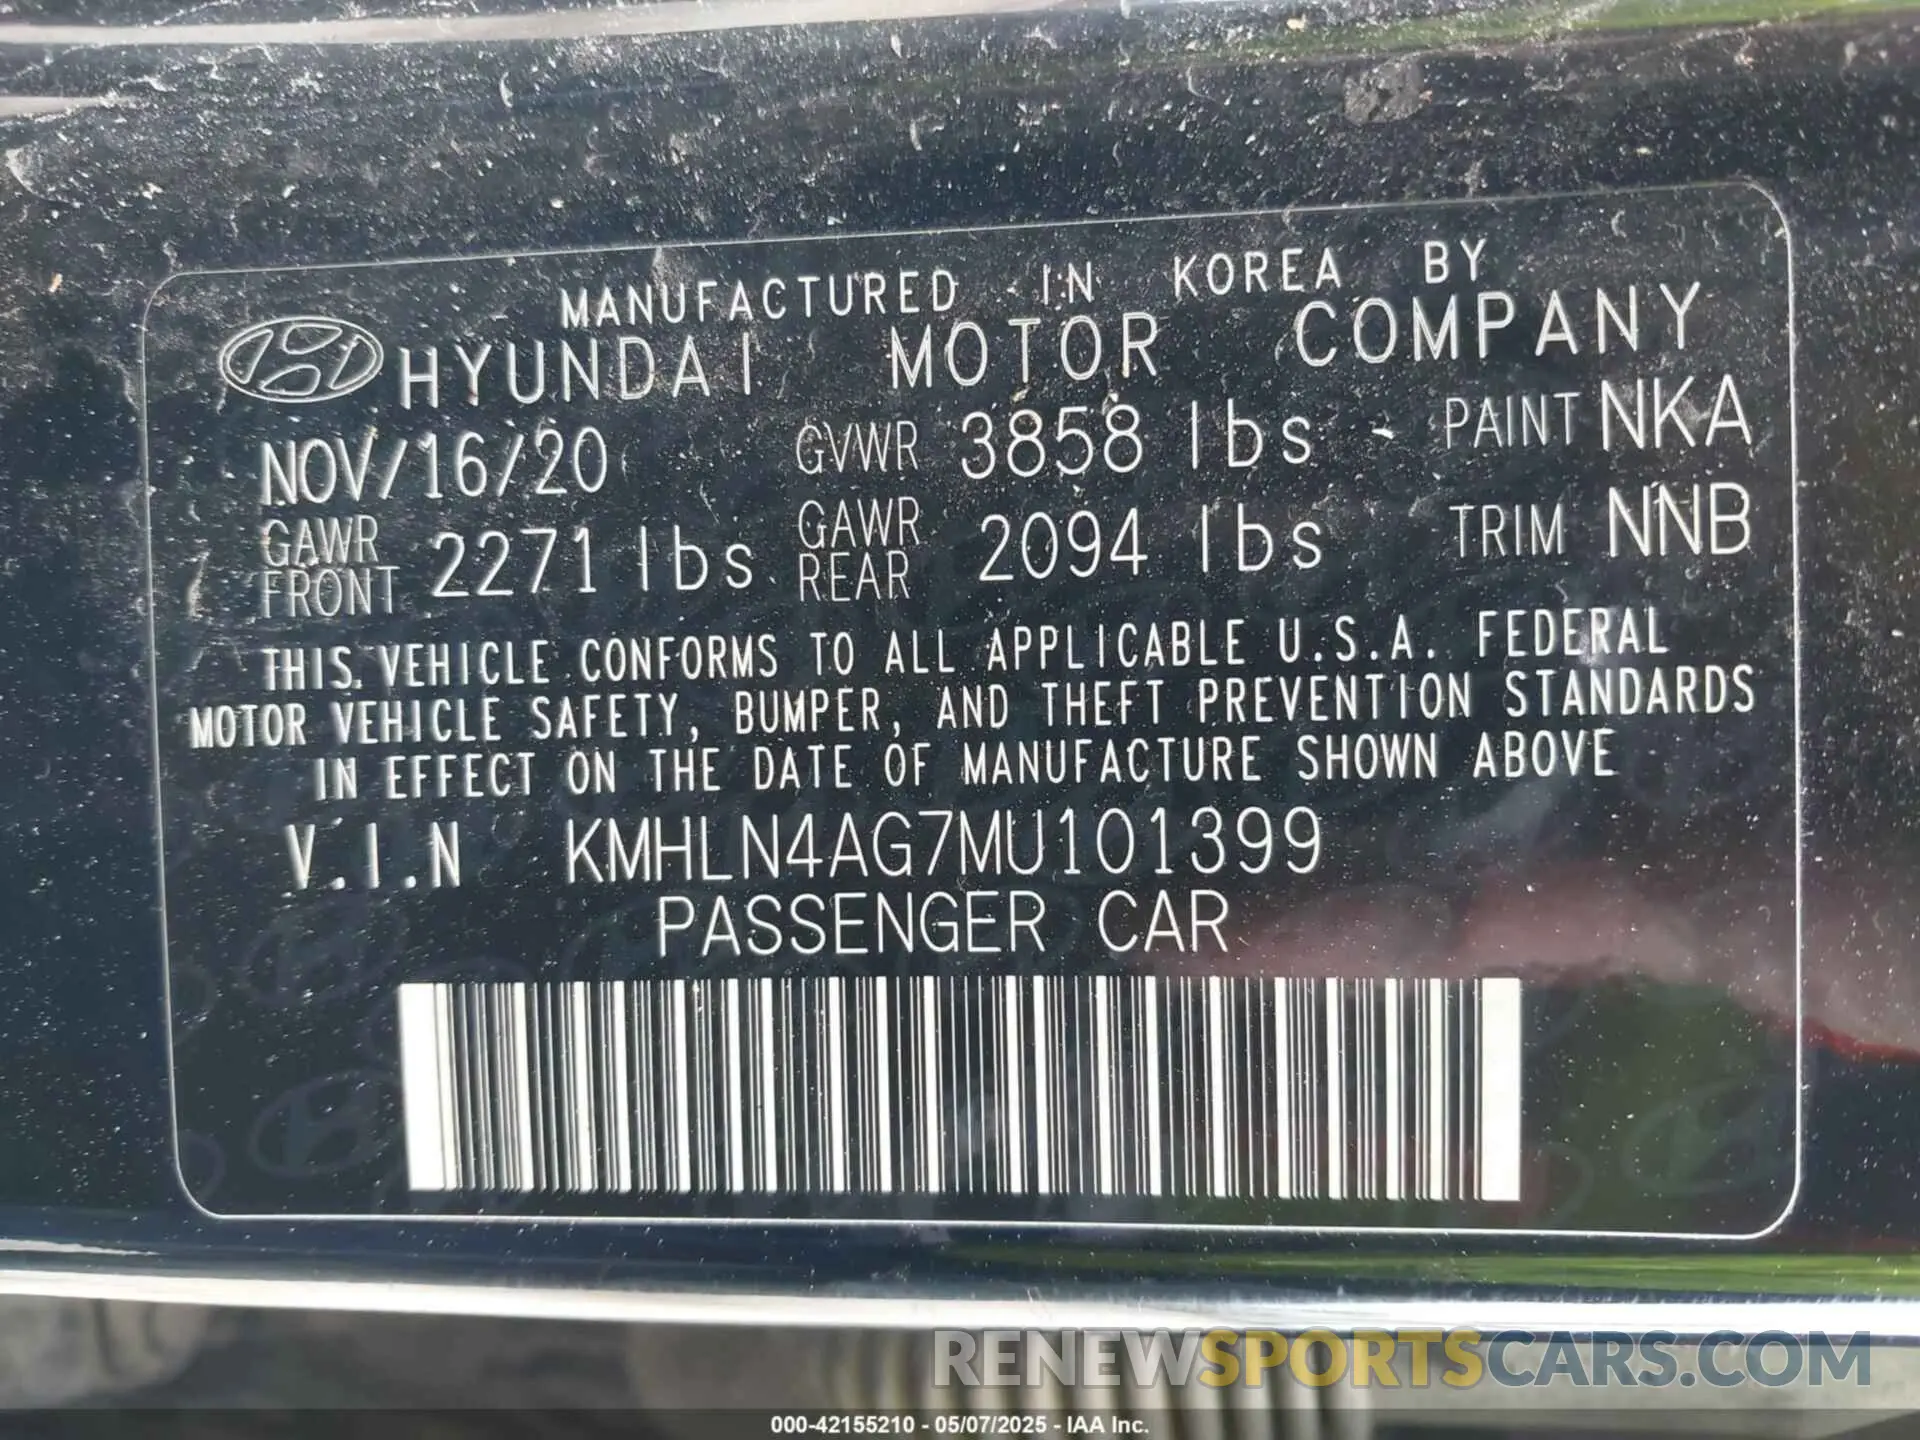 MANUFACTURED IN KOREA BY
HYUNDAI MOTOR COMPANY
NOV/16/20 GVWR 3858 lbs PAINT NKA
GAWR FRONT 2271 lbs GAWR REAR 2094 lbs TRIM NNB
THIS VEHICLE CONFORMS TO ALL APPLICABLE U.S.A. FEDERAL
MOTOR VEHICLE SAFETY, BUMPER, AND THEFT PREVENTION STANDARDS
IN EFFECT ON THE DATE OF MANUFACTURE SHOWN ABOVE
V.I.N KMHLN4AG7MU101399
PASSENGER CAR
RENEWSPORTSCARS.COM
000-42155210 - 05/07/2025 - IAA Inc.